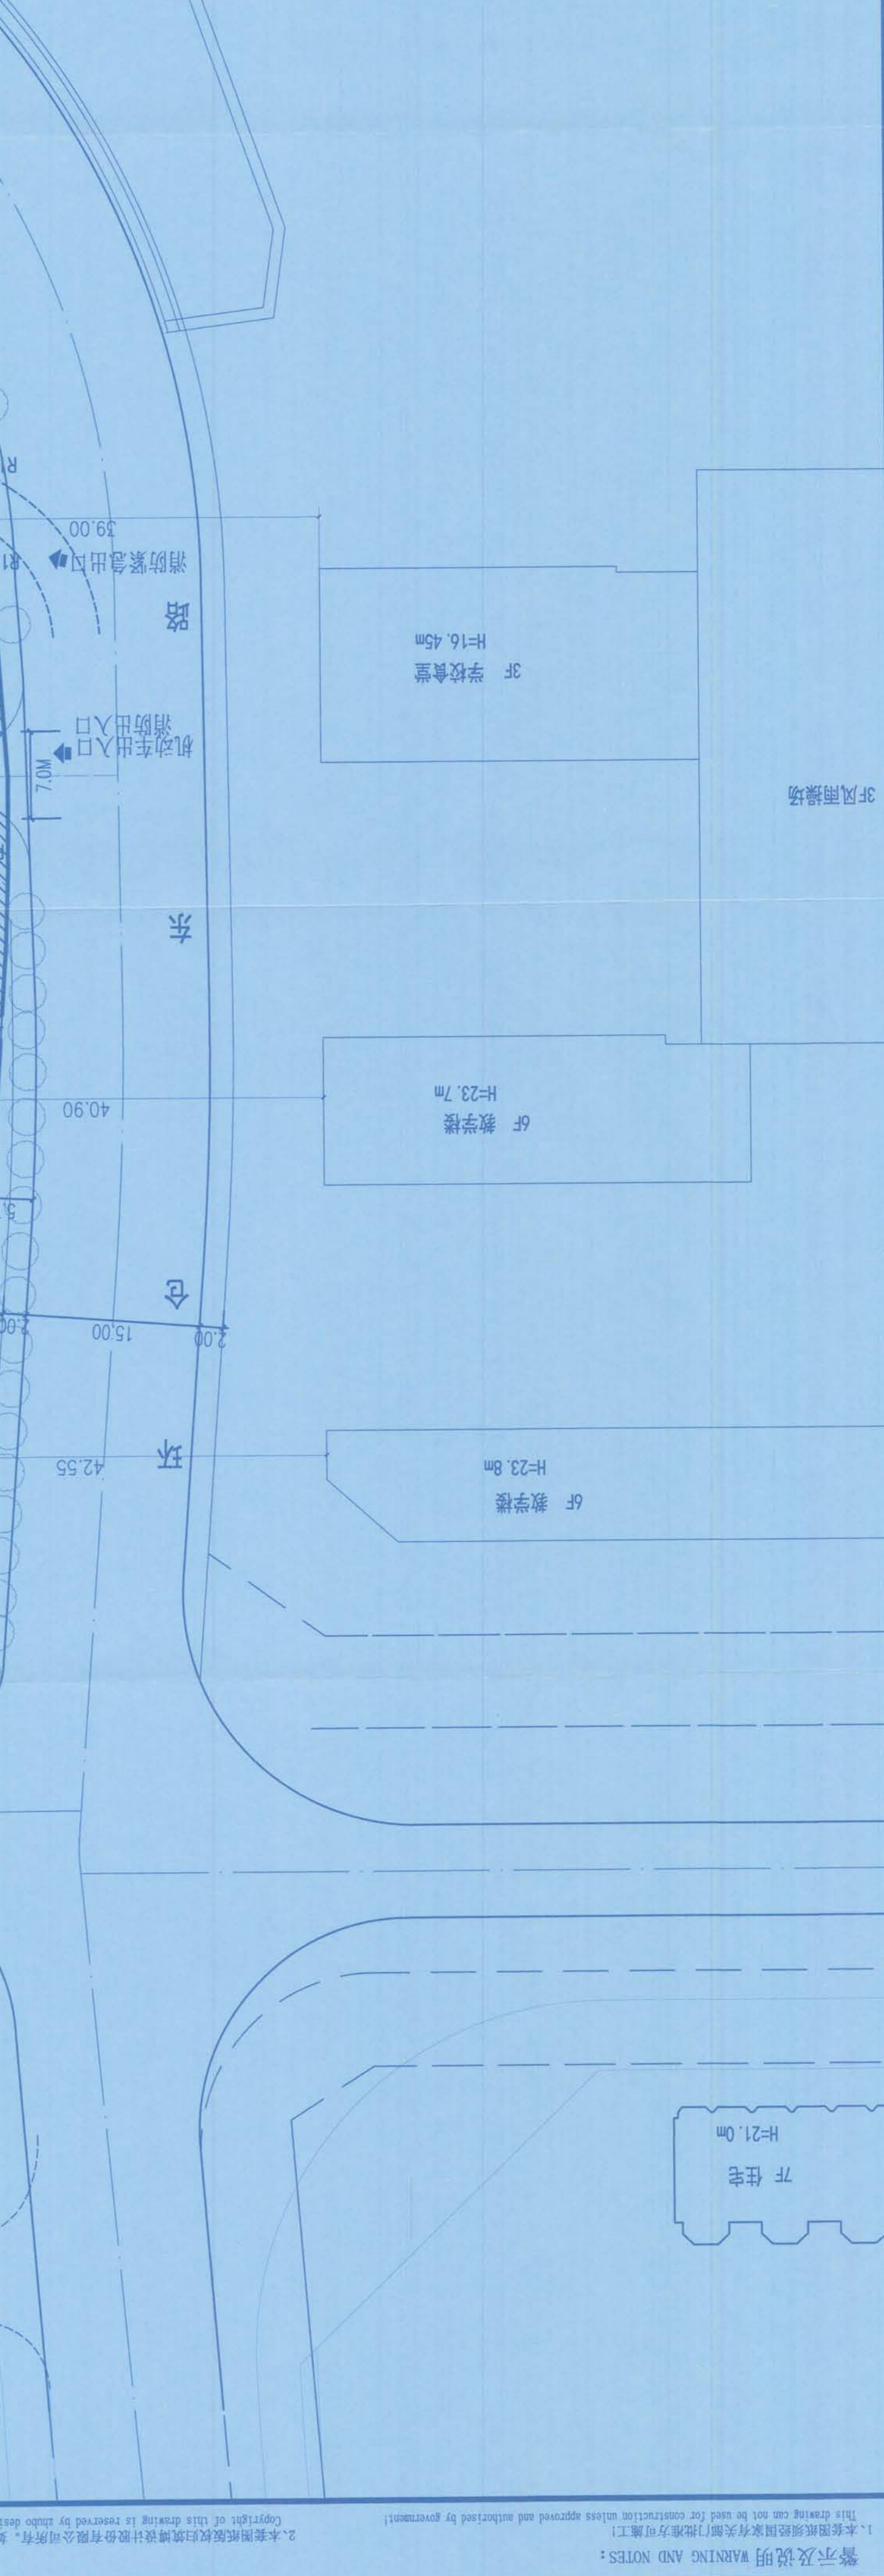 警示及说明 WARNING AND NOTES:
1、本套图纸须经国家有关部门批准方可施工!
This drawing can not be used for construction unless approved and authorised by government!
2、本套图纸版权归筑博设计股份有限公司所有。
Copyright of this drawing is reserved by zhubo
7F 住宅
H=21.0m
6F 教学楼
H=23.8m
42.55
环
2.00
15.00
2.00
仓
5.
6F 教学楼
H=23.7m
40.90
东
3F风雨操场
7.0M
机动车出入口
消防出入口
3F 学校食堂
H=16.45m
路
消防紧急出口
R1
39.00
R